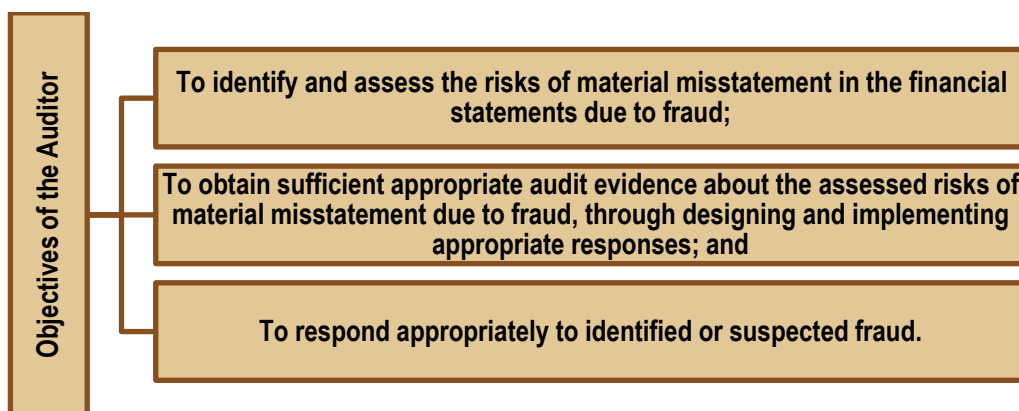 Objectives of the Auditor
To identify and assess the risks of material misstatement in the financial
statements due to fraud;
To obtain sufficient appropriate audit evidence about the assessed risks of
material misstatement due to fraud, through designing and implementing
appropriate responses; and
To respond appropriately to identified or suspected fraud.